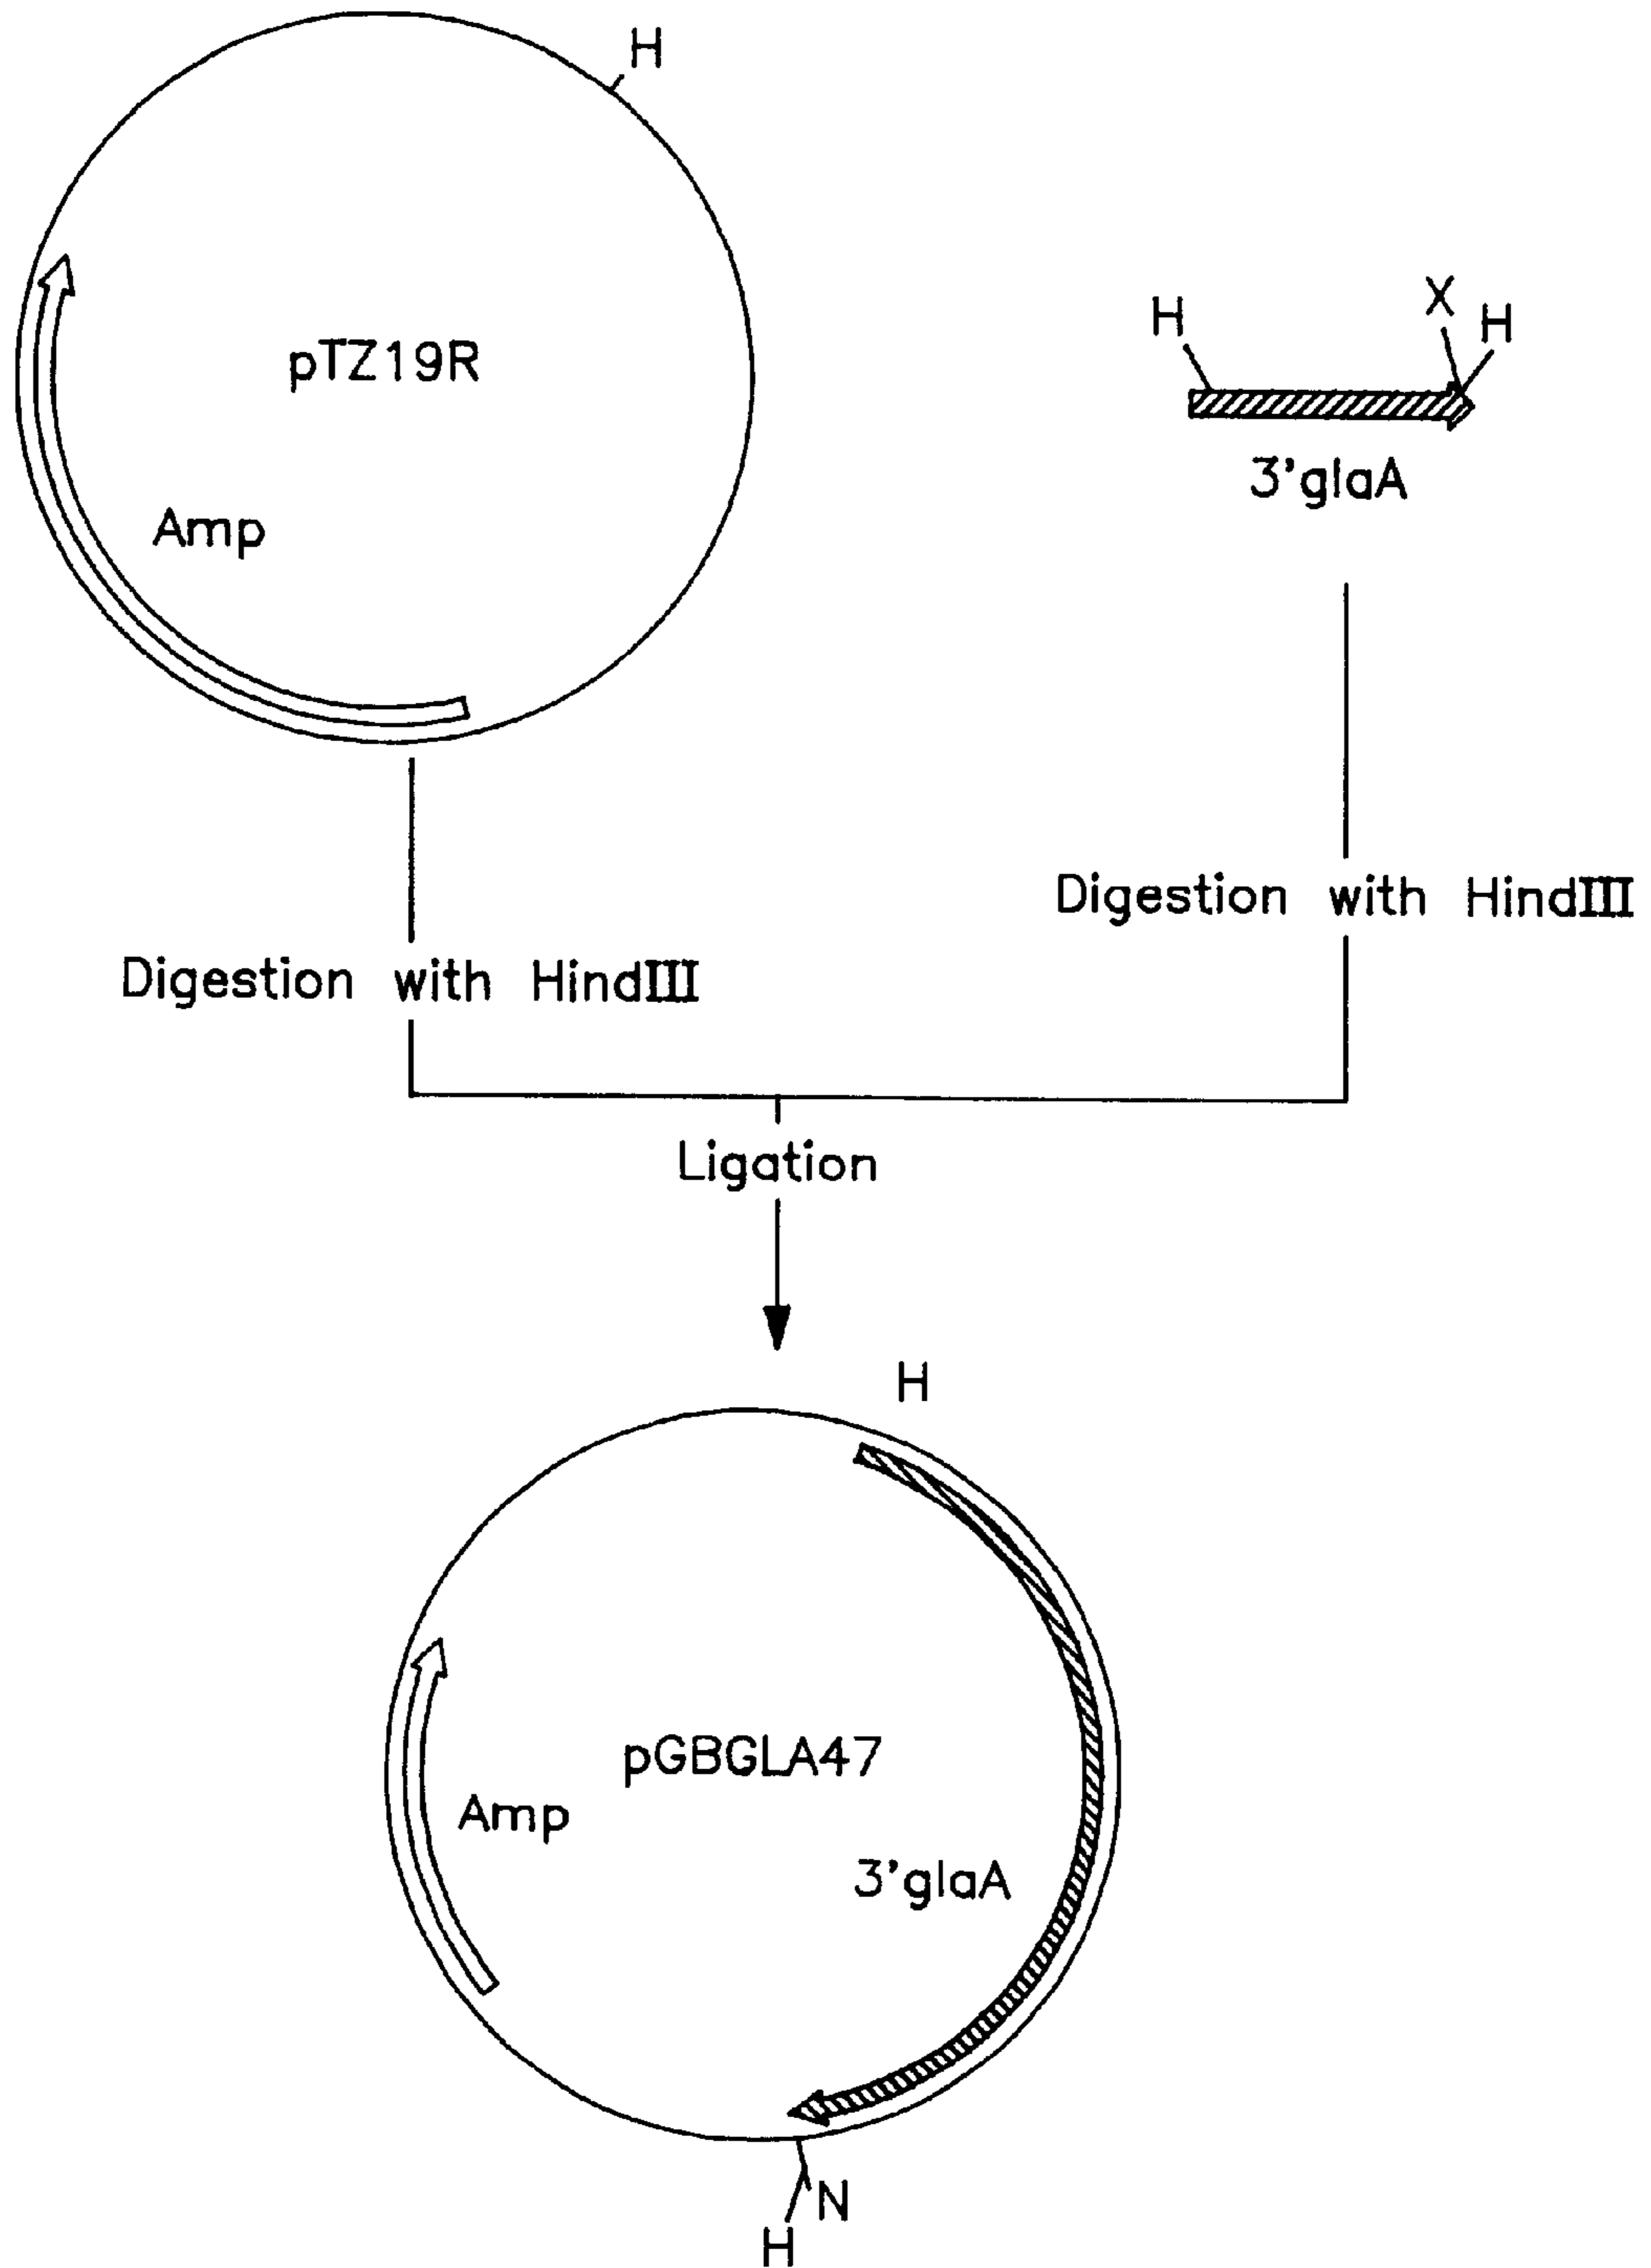 H
pTZ19R
Amp
H
X
H
3'glaA
Digestion with HindIII
Digestion with HindIII
Ligation
H
pGBGLA47
Amp
3'glaA
N
H